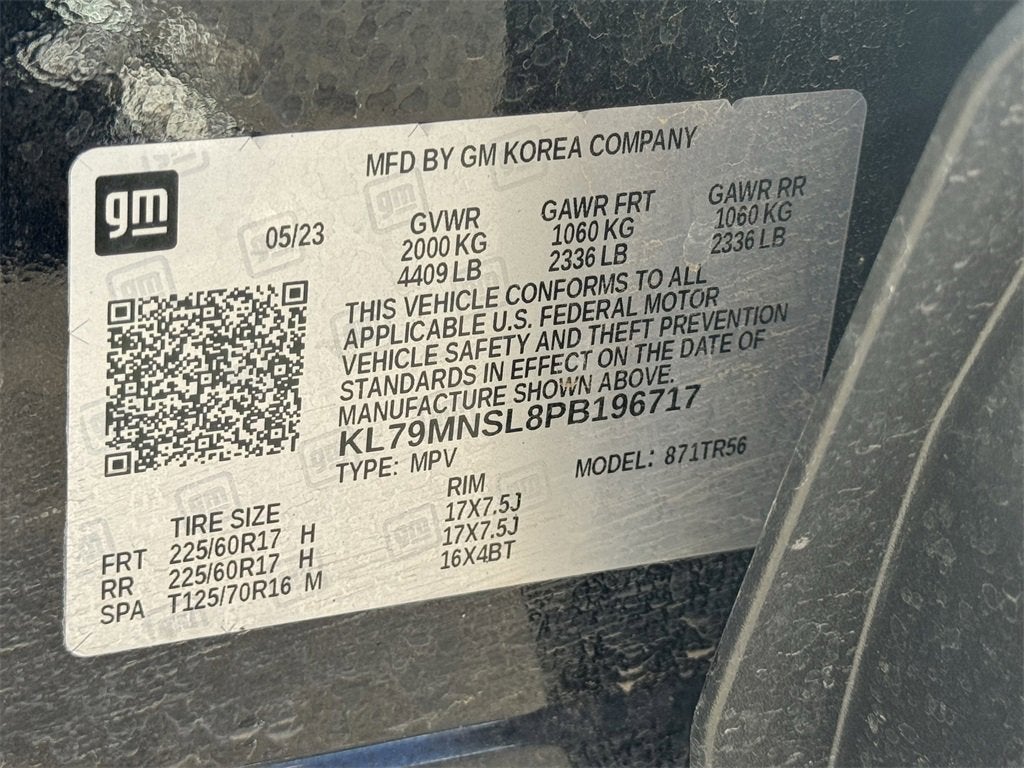 MFD BY GM KOREA COMPANY
gm
05/23
GVWR GAWR FRT GAWR RR
2000 KG 1060 KG 1060 KG
4409 LB 2336 LB 2336 LB
THIS VEHICLE CONFORMS TO ALL
APPLICABLE U.S. FEDERAL MOTOR
VEHICLE SAFETY AND THEFT PREVENTION
STANDARDS IN EFFECT ON THE DATE OF
MANUFACTURE SHOWN ABOVE.
KL79MNSL8PB196717
TYPE: MPV MODEL: 871TR56
TIRE SIZE RIM
FRT 225/60R17 H 17X7.5J
RR 225/60R17 H 17X7.5J
SPA T125/70R16 M 16X4BT